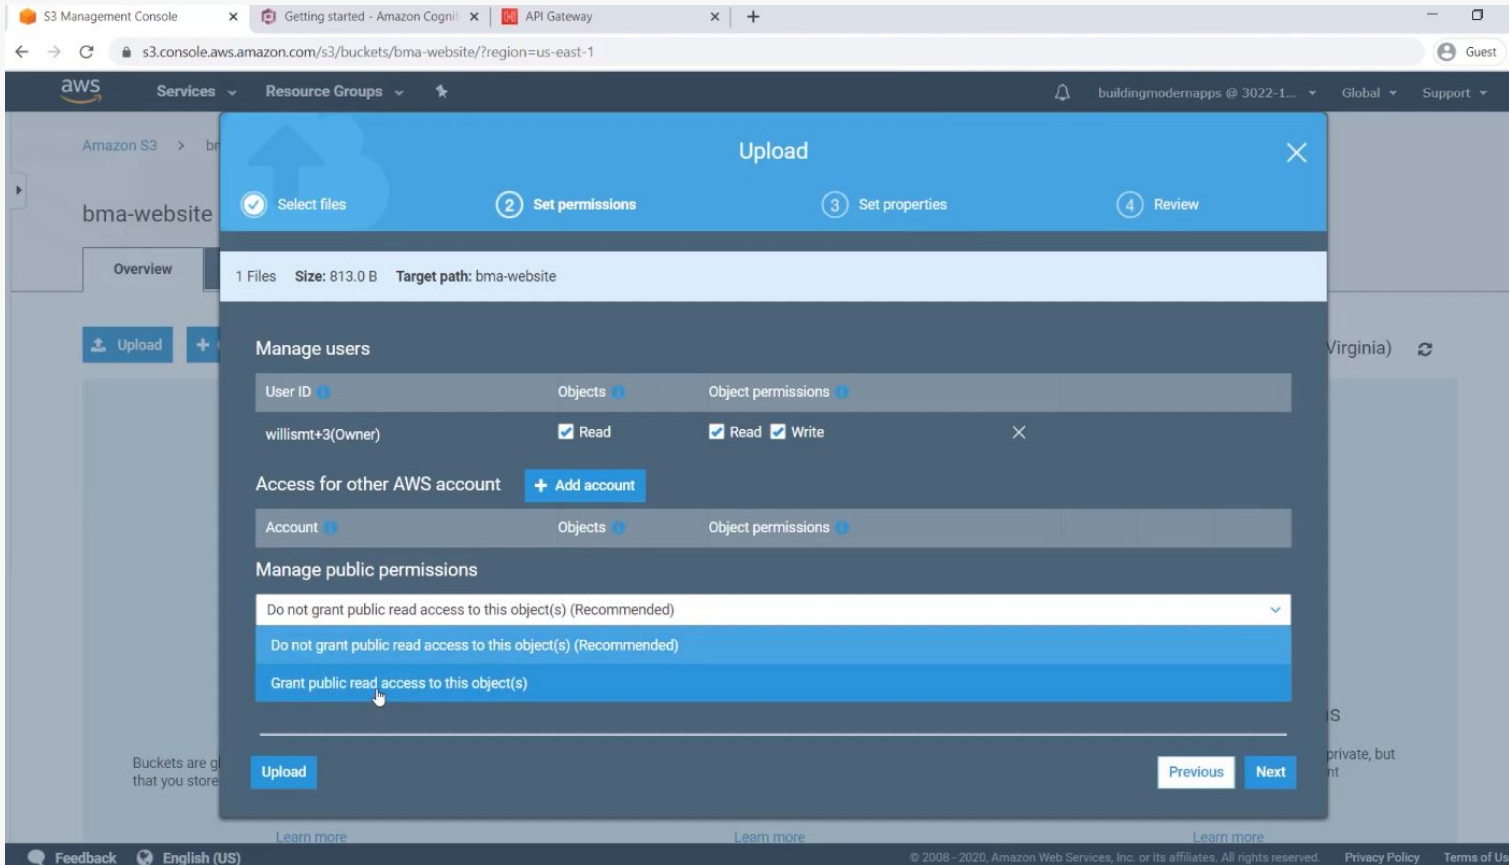 S3 Management Console
Getting started - Amazon Cognit
API Gateway
s3.console.aws.amazon.com/s3/buckets/bma-website/?region=us-east-1
Guest
aws
Services
Resource Groups
buildingmodernapps @ 3022-1...
Global
Support
Amazon S3 >
Upload
Select files
2 Set permissions
3 Set properties
4 Review
bma-website
Overview
1 Files Size: 813.0 B Target path: bma-website
Upload
Virginia)
Manage users
User ID Objects Object permissions
willismt+3(Owner) Read Read Write
Access for other AWS account + Add account
Account Objects Object permissions
Manage public permissions
Do not grant public read access to this object(s) (Recommended)
Do not grant public read access to this object(s) (Recommended)
Grant public read access to this object(s)
Buckets are
that you store
private, but
Upload
Previous
Next
Learn more
Learn more
Learn more
Feedback
English (US)
© 2008 - 2020, Amazon Web Services, Inc. or its affiliates. All rights reserved.
Privacy Policy
Terms of Us